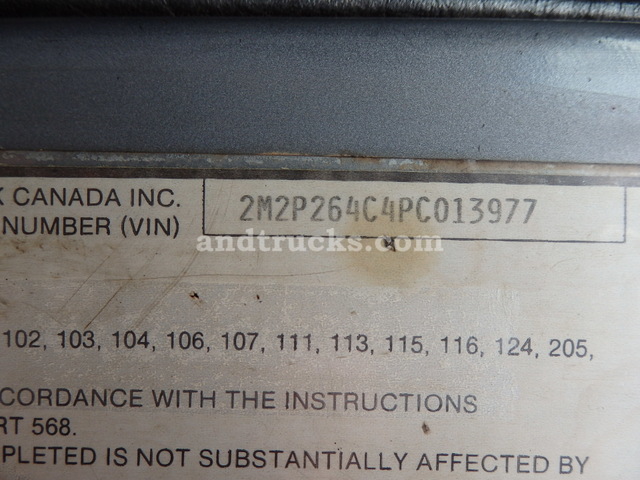 K CANADA INC.
NUMBER (VIN)
2M2P264C4PC013977
andtrucks.com
102, 103, 104, 106, 107, 111, 113, 115, 116, 124, 205,
CCORDANCE WITH THE INSTRUCTIONS
RT 568.
PLETED IS NOT SUBSTANTIALLY AFFECTED BY